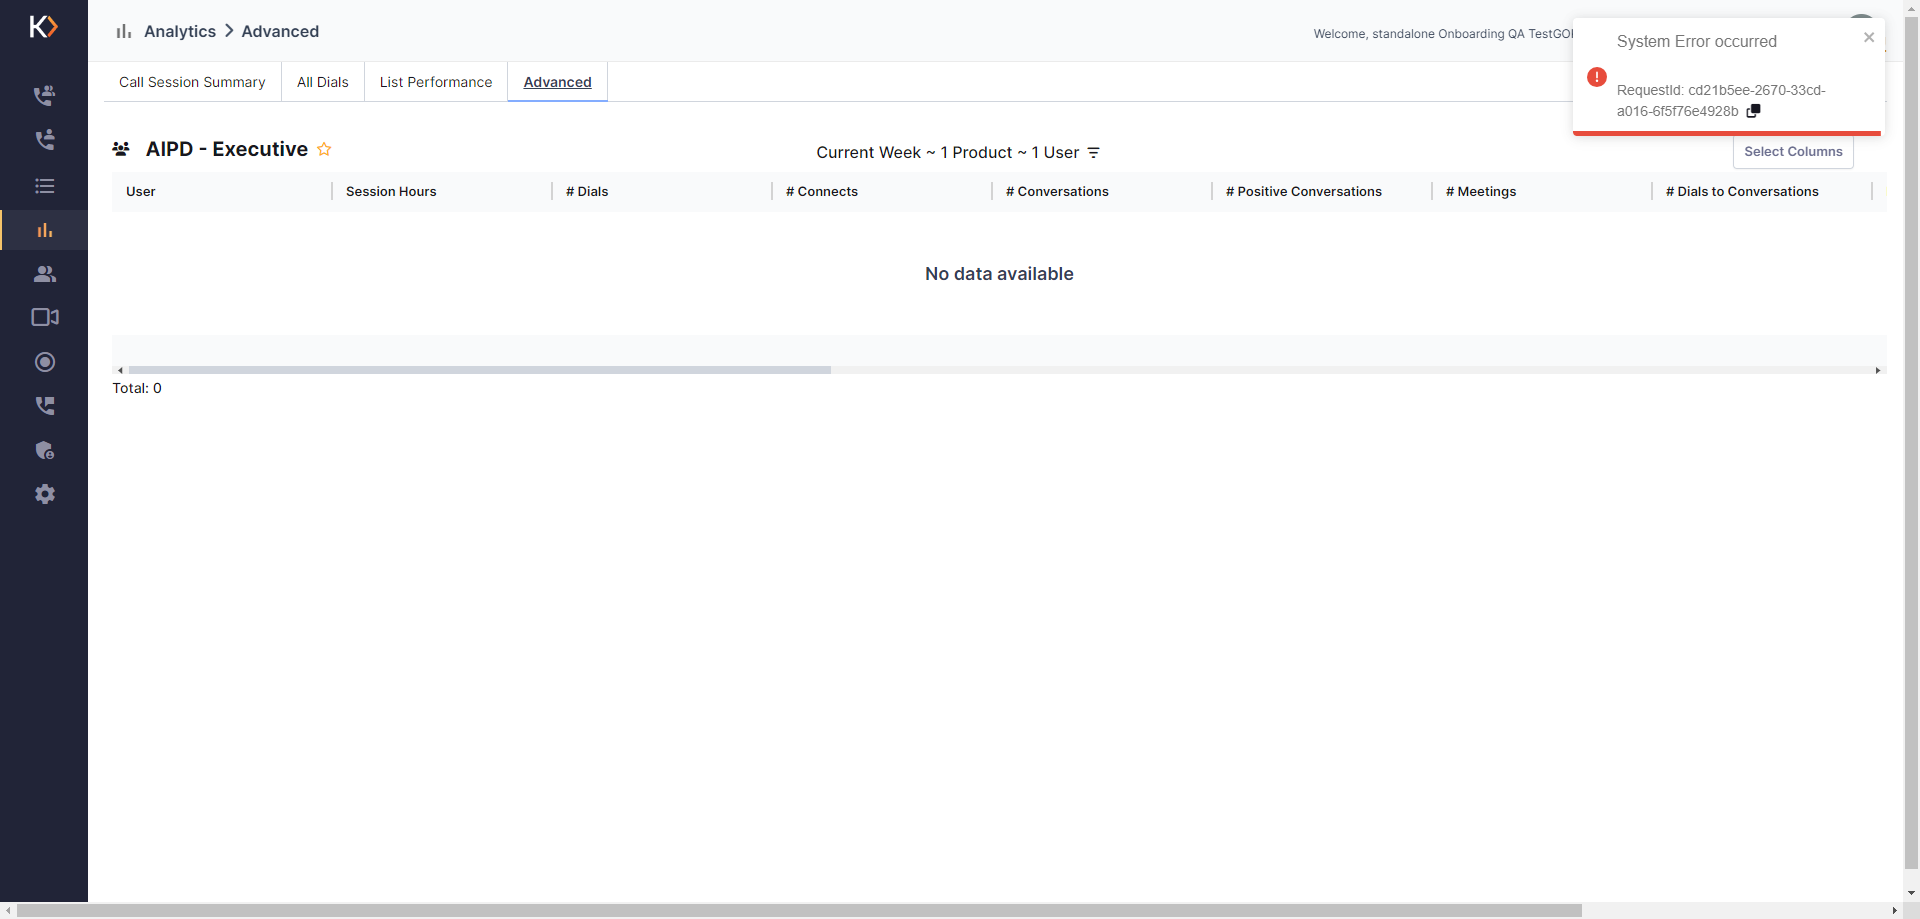 Analytics > Advanced
Welcome, standalone Onboarding QA
System Error occurred
RequestId: cd21b5ee-2670-33cd-
a016-6f5f76e4928b
Call Session Summary
All Dials
List Performance
Advanced
AIPD - Executive
Current Week ~ 1 Product ~ 1 User
Select Columns
User
Session Hours
# Dials
# Connects
# Conversations
# Positive Conversations
# Meetings
# Dials to Conversations
No data available
Total: 0